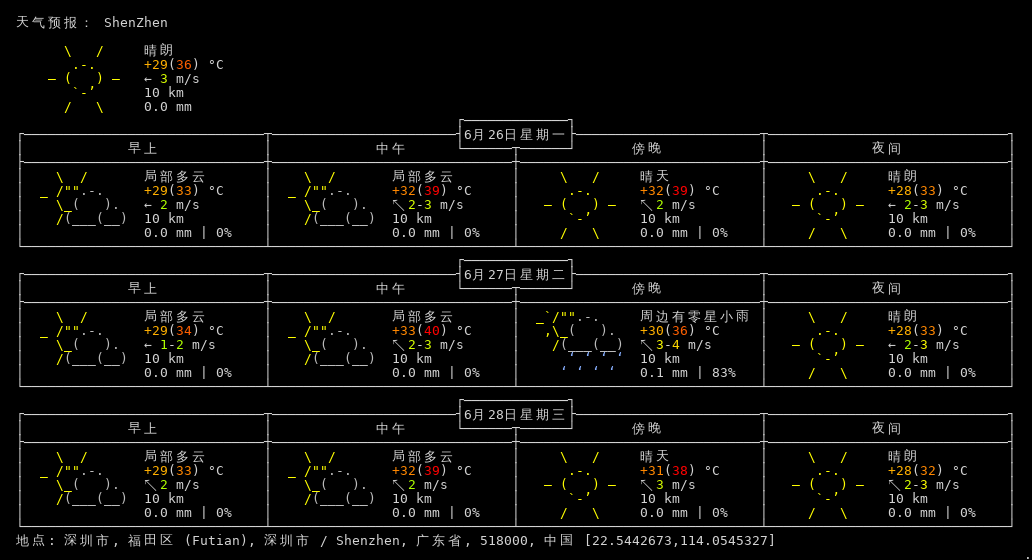 天气预报： ShenZhen
晴朗
+29(36) °C
← 3 m/s
10 km
0.0 mm
6月26日星期一
早上 中午 傍晚 夜间
局部多云 局部多云 晴天 晴朗
+29(33) °C +32(39) °C +32(39) °C +28(33) °C
← 2 m/s ↖ 2-3 m/s ↖ 2 m/s ← 2-3 m/s
10 km 10 km 10 km 10 km
0.0 mm | 0% 0.0 mm | 0% 0.0 mm | 0% 0.0 mm | 0%
6月27日星期二
早上 中午 傍晚 夜间
局部多云 局部多云 周边有零星小雨 晴朗
+29(34) °C +33(40) °C +30(36) °C +28(33) °C
← 1-2 m/s ↖ 2-3 m/s ↖ 3-4 m/s ← 2-3 m/s
10 km 10 km 10 km 10 km
0.0 mm | 0% 0.0 mm | 0% 0.1 mm | 83% 0.0 mm | 0%
6月28日星期三
早上 中午 傍晚 夜间
局部多云 局部多云 晴天 晴朗
+29(33) °C +32(39) °C +31(38) °C +28(32) °C
↖ 2 m/s ↖ 2 m/s ↖ 3 m/s ↖ 2-3 m/s
10 km 10 km 10 km 10 km
0.0 mm | 0% 0.0 mm | 0% 0.0 mm | 0% 0.0 mm | 0%
地点: 深圳市, 福田区 (Futian), 深圳市 / Shenzhen, 广东省, 518000, 中国 [22.5442673,114.0545327]